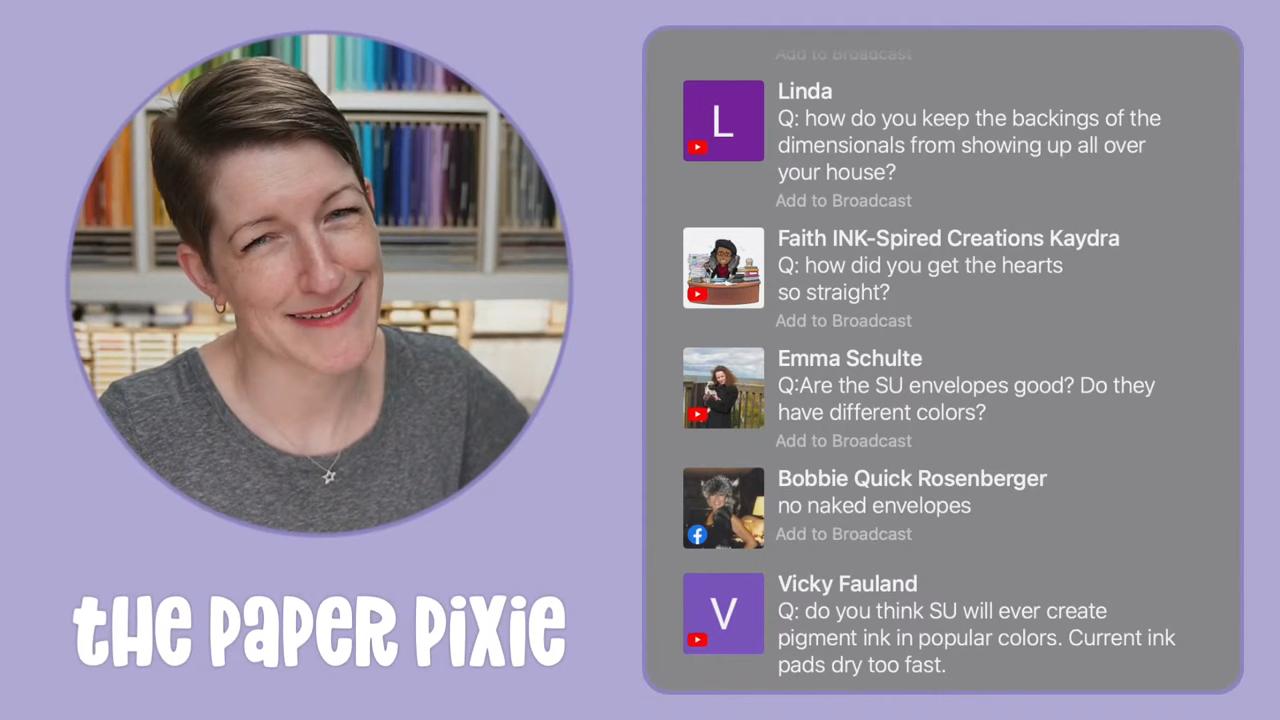 Add to Broadcast
L
Linda
Q: how do you keep the backings of the
dimensionals from showing up all over
your house?
Add to Broadcast
Faith INK-Spired Creations Kaydra
Q: how did you get the hearts
so straight?
Add to Broadcast
Emma Schulte
Q:Are the SU envelopes good? Do they
have different colors?
Add to Broadcast
Bobbie Quick Rosenberger
no naked envelopes
Add to Broadcast
V
Vicky Fauland
Q: do you think SU will ever create
pigment ink in popular colors. Current ink
pads dry too fast.
the PAPER PIXIE